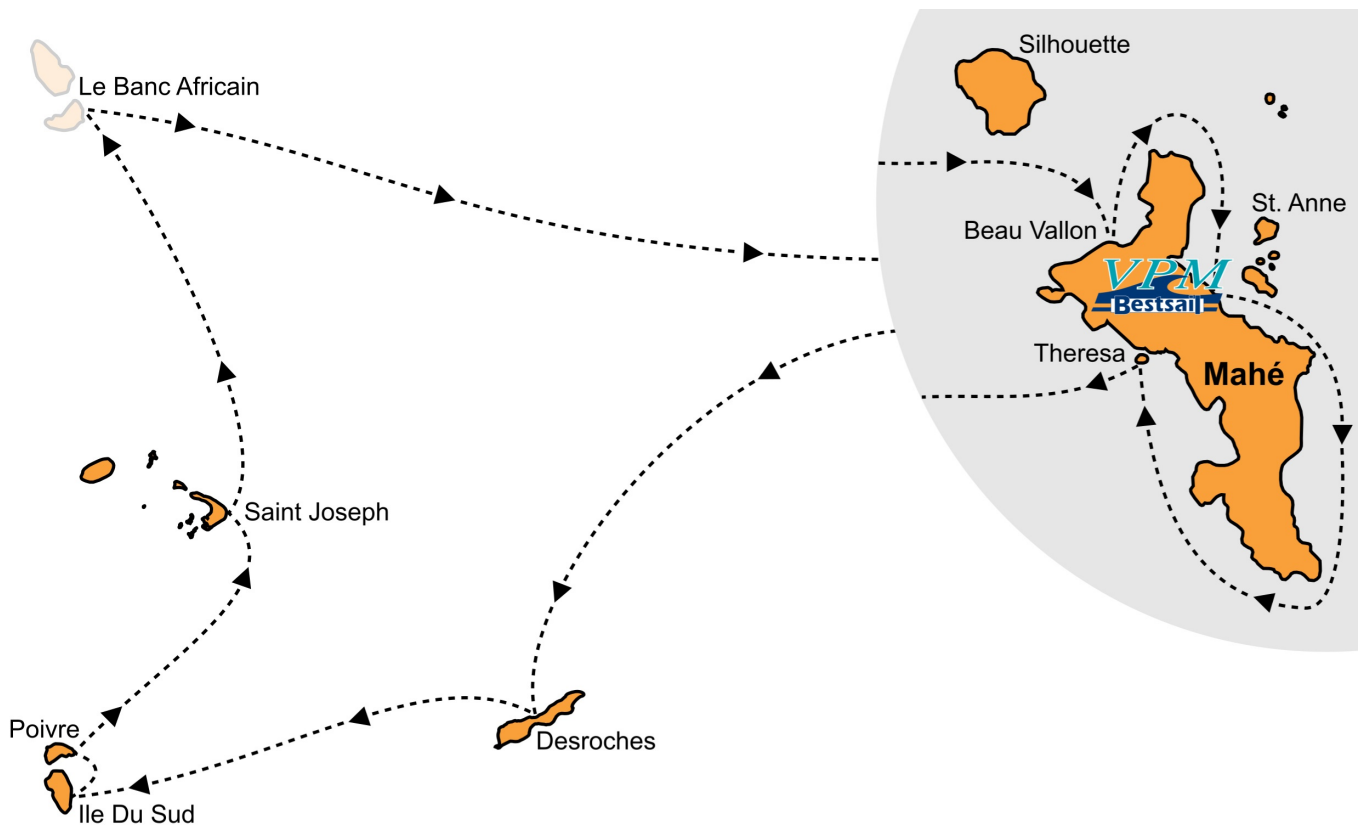 Silhouette
Le Banc Africain
St. Anne
Beau Vallon
VPM
Bestsail
Theresa
Mahé
Saint Joseph
Poivre
Desroches
Ile Du Sud